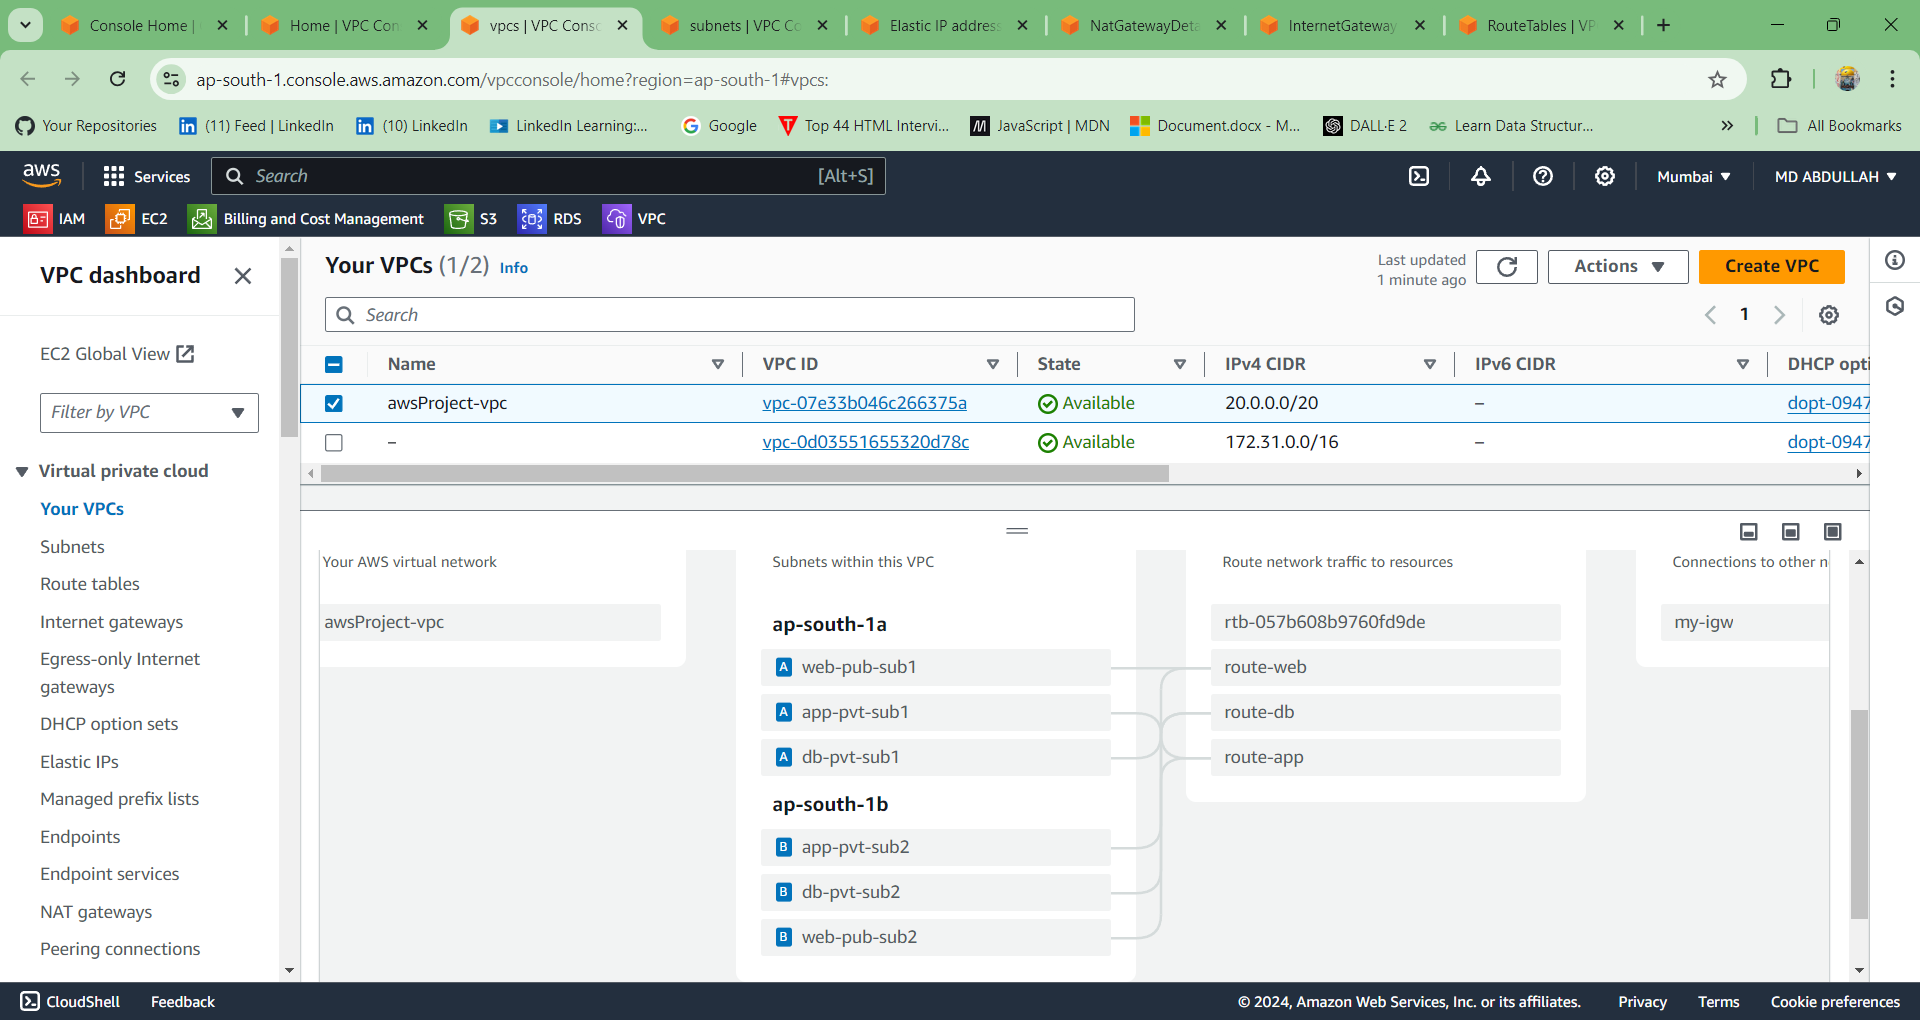 Console Home |
Home | VPC Con
vpcs | VPC Conso
subnets | VPC Co
Elastic IP address
NatGatewayDeta
InternetGateway
RouteTables | VP
ap-south-1.console.aws.amazon.com/vpcconsole/home?region=ap-south-1#vpcs:
Your Repositories
(11) Feed | LinkedIn
(10) LinkedIn
LinkedIn Learning:...
Google
Top 44 HTML Intervi...
JavaScript | MDN
Document.docx - M...
DALL·E 2
Learn Data Structur...
All Bookmarks
aws
Services
Search
[Alt+S]
Mumbai
MD ABDULLAH
IAM
EC2
Billing and Cost Management
S3
RDS
VPC
VPC dashboard
EC2 Global View
Filter by VPC
Virtual private cloud
Your VPCs
Subnets
Route tables
Internet gateways
Egress-only Internet
gateways
DHCP option sets
Elastic IPs
Managed prefix lists
Endpoints
Endpoint services
NAT gateways
Peering connections
Your VPCs (1/2) Info
Last updated
1 minute ago
Actions
Create VPC
Search
1
Name VPC ID State IPv4 CIDR IPv6 CIDR DHCP opti
awsProject-vpc vpc-07e33b046c266375a Available 20.0.0.0/20 – dopt-0947
– vpc-0d03551655320d78c Available 172.31.0.0/16 – dopt-0947
Your AWS virtual network
awsProject-vpc
Subnets within this VPC
ap-south-1a
A web-pub-sub1
A app-pvt-sub1
A db-pvt-sub1
ap-south-1b
B app-pvt-sub2
B db-pvt-sub2
B web-pub-sub2
Route network traffic to resources
rtb-057b608b9760fd9de
route-web
route-db
route-app
Connections to other n
my-igw
CloudShell
Feedback
© 2024, Amazon Web Services, Inc. or its affiliates.
Privacy
Terms
Cookie preferences